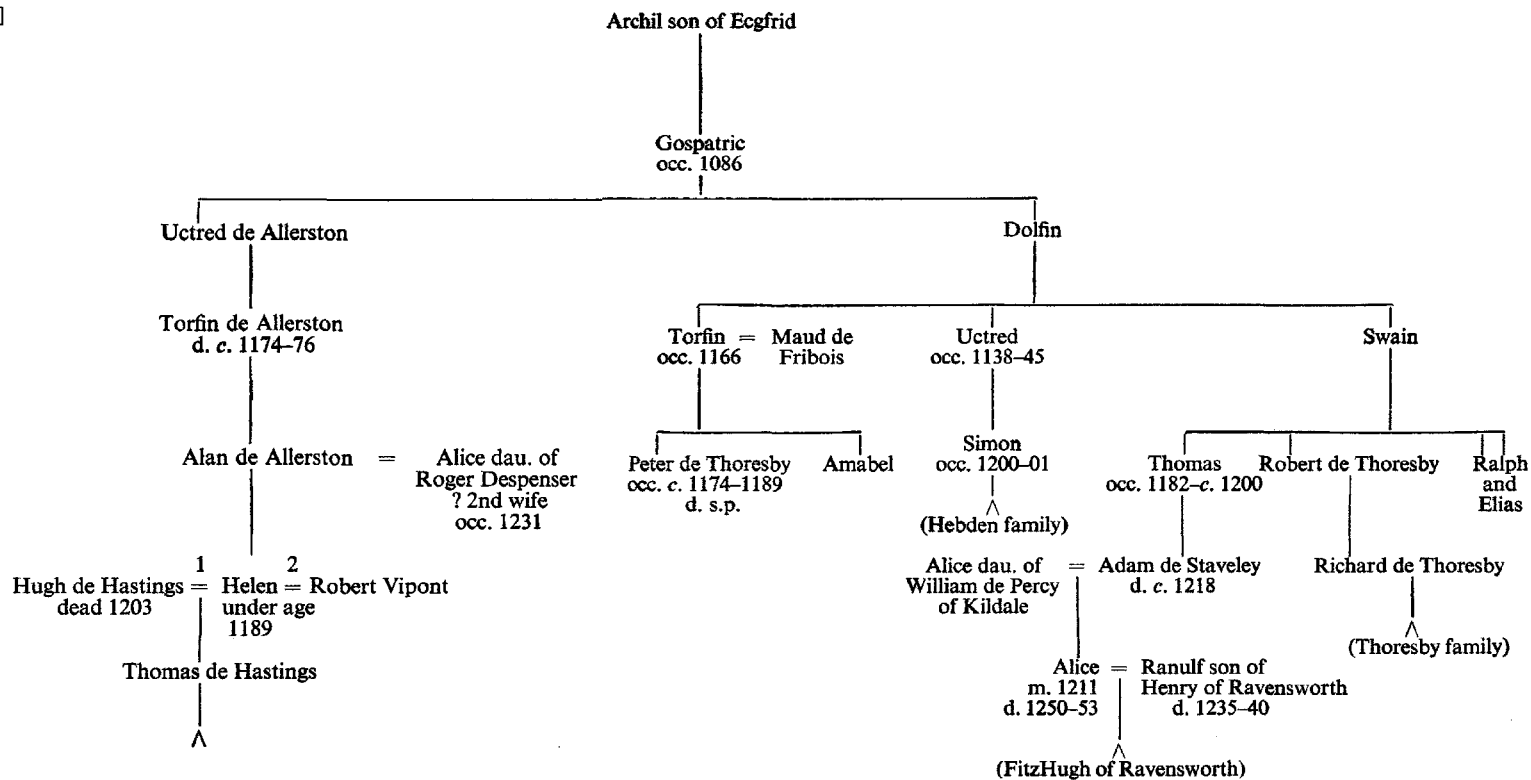 ]
Archil son of Ecgfrid
Gospatric
occ. 1086
Uctred de Allerston
Dolfin
Torfin de Allerston
d. c. 1174–76
Torfin = Maud de
occ. 1166 Fribois
Uctred
occ. 1138–45
Swain
Alan de Allerston = Alice dau. of
Roger Despenser
? 2nd wife
occ. 1231
Peter de Thoresby
occ. c. 1174–1189
d. s.p.
Amabel
Simon
occ. 1200–01
(Hebden family)
Thomas
occ. 1182–c. 1200
Robert de Thoresby
Ralph
and
Elias
1 2
Hugh de Hastings = Helen = Robert Vipont
dead 1203 under age
1189
Alice dau. of = Adam de Staveley
William de Percy d. c. 1218
of Kildale
Richard de Thoresby
(Thoresby family)
Thomas de Hastings
Alice = Ranulf son of
m. 1211 Henry of Ravensworth
d. 1250–53 d. 1235–40
(FitzHugh of Ravensworth)